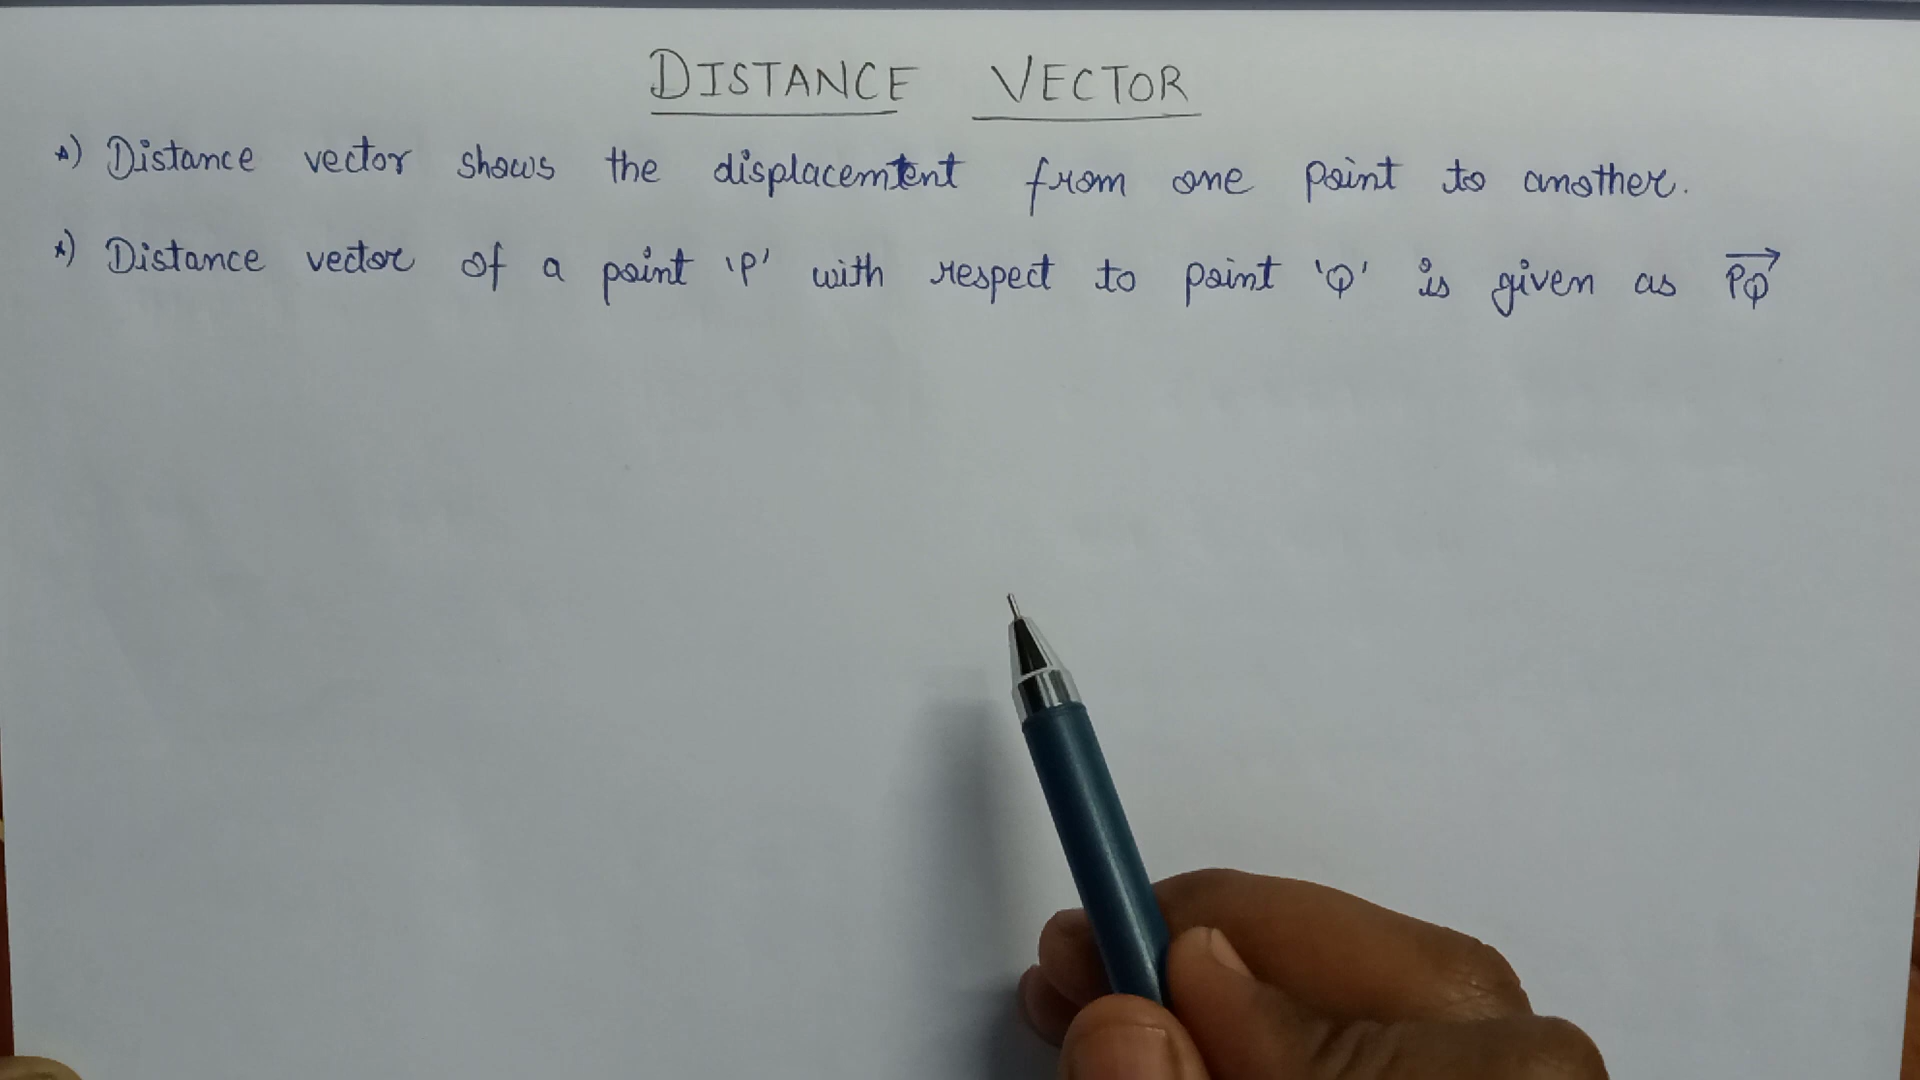 DISTANCE VECTOR
*) Distance vector shows the displacement from one point to another.
*) Distance vector of a point 'P' with respect to point 'Q' is given as \overrightarrow{PQ}